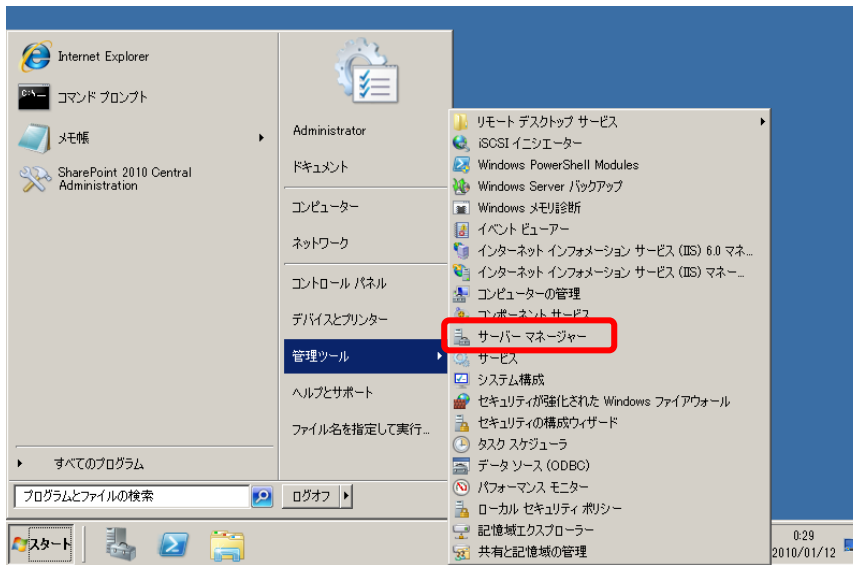 Internet Explorer
コマンド プロンプト
メモ帳
SharePoint 2010 Central
Administration
すべてのプログラム
プログラムとファイルの検索
Administrator
ドキュメント
コンピューター
ネットワーク
コントロール パネル
デバイスとプリンター
管理ツール
ヘルプとサポート
ファイル名を指定して実行...
ログオフ
リモート デスクトップ サービス
iSCSI イニシエーター
Windows PowerShell Modules
Windows Server バックアップ
Windows メモリ診断
イベント ビューアー
インターネット インフォメーション サービス (IIS) 6.0 マネ...
インターネット インフォメーション サービス (IIS) マネー...
コンピューターの管理
コンポーネント サービス
サーバー マネージャー
サービス
システム構成
セキュリティが強化された Windows ファイアウォール
セキュリティの構成ウィザード
タスク スケジューラ
データ ソース (ODBC)
パフォーマンス モニター
ローカル セキュリティ ポリシー
記憶域エクスプローラー
共有と記憶域の管理
スタート
0:29
2010/01/12